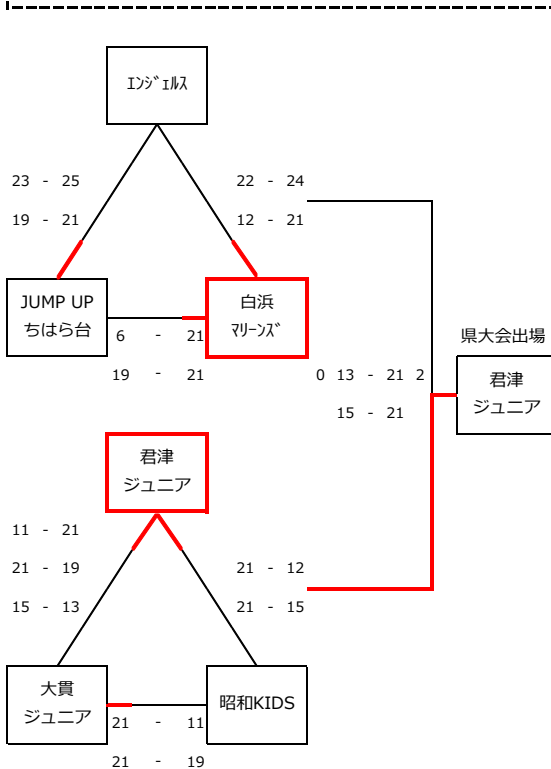 ｴﾝｼﾞｪﾙｽ
23 - 25
22 - 24
19 - 21
12 - 21
JUMP UP
ちはら台
白浜
ﾏﾘｰﾝｽﾞ
6 - 21
19 - 21
0 13 - 21 2
15 - 21
県大会出場
君津
ジュニア
君津
ジュニア
11 - 21
21 - 19
15 - 13
21 - 12
21 - 15
大貫
ジュニア
昭和KIDS
21 - 11
21 - 19